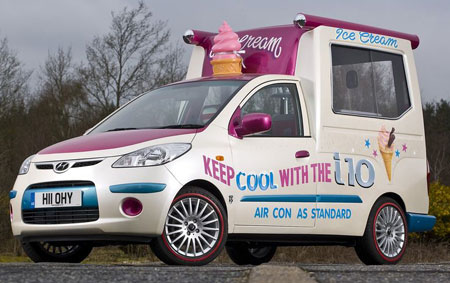 Ice Cream
Cream
KEEP COOL WITH THE i10
AIR CON AS STANDARD
H11 OHY